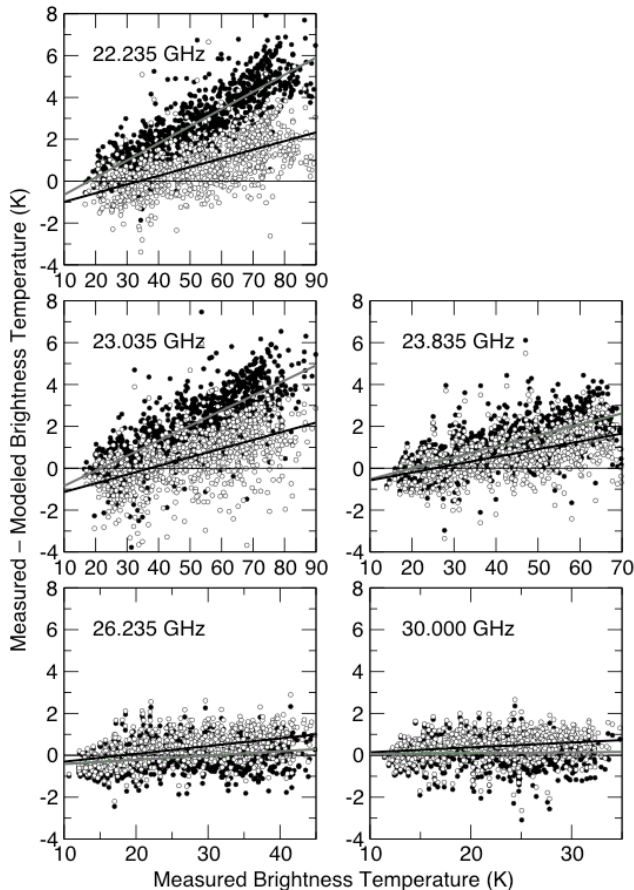 Measured – Modeled Brightness Temperature (K)
22.235 GHz
8
6
4
2
0
-2
-4
10 20 30 40 50 60 70 80 90
23.035 GHz
8
6
4
2
0
-2
-4
10 20 30 40 50 60 70 80 90
23.835 GHz
8
6
4
2
0
-2
-4
10 20 30 40 50 60 70
26.235 GHz
8
6
4
2
0
-2
-4
10 20 30 40
30.000 GHz
8
6
4
2
0
-2
-4
10 20 30
Measured Brightness Temperature (K)